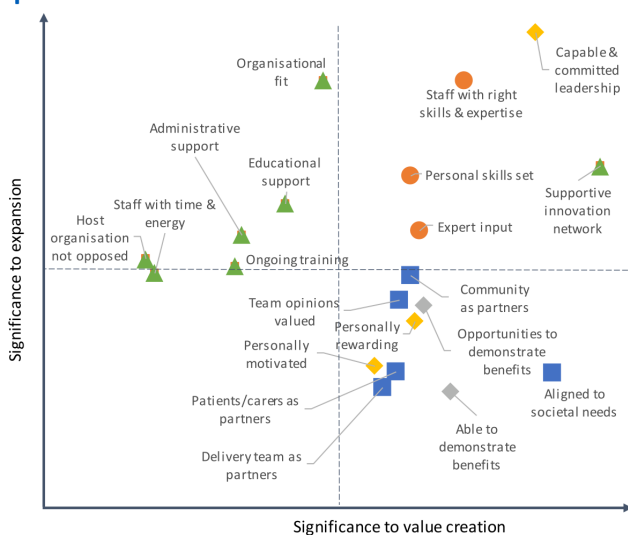 Organisational
fit
Capable &
committed
leadership
Staff with right
skills & expertise
Administrative
support
Educational
support
Personal skills set
Supportive
innovation
network
Staff with time &
energy
Host
organisation
not opposed
Expert input
Ongoing training
Community
as partners
Team opinions
valued
Personally
rewarding
Opportunities to
demonstrate
benefits
Personally
motivated
Patients/carers as
partners
Aligned to
societal needs
Able to
demonstrate
benefits
Delivery team as
partners
Significance to expansion
Significance to value creation